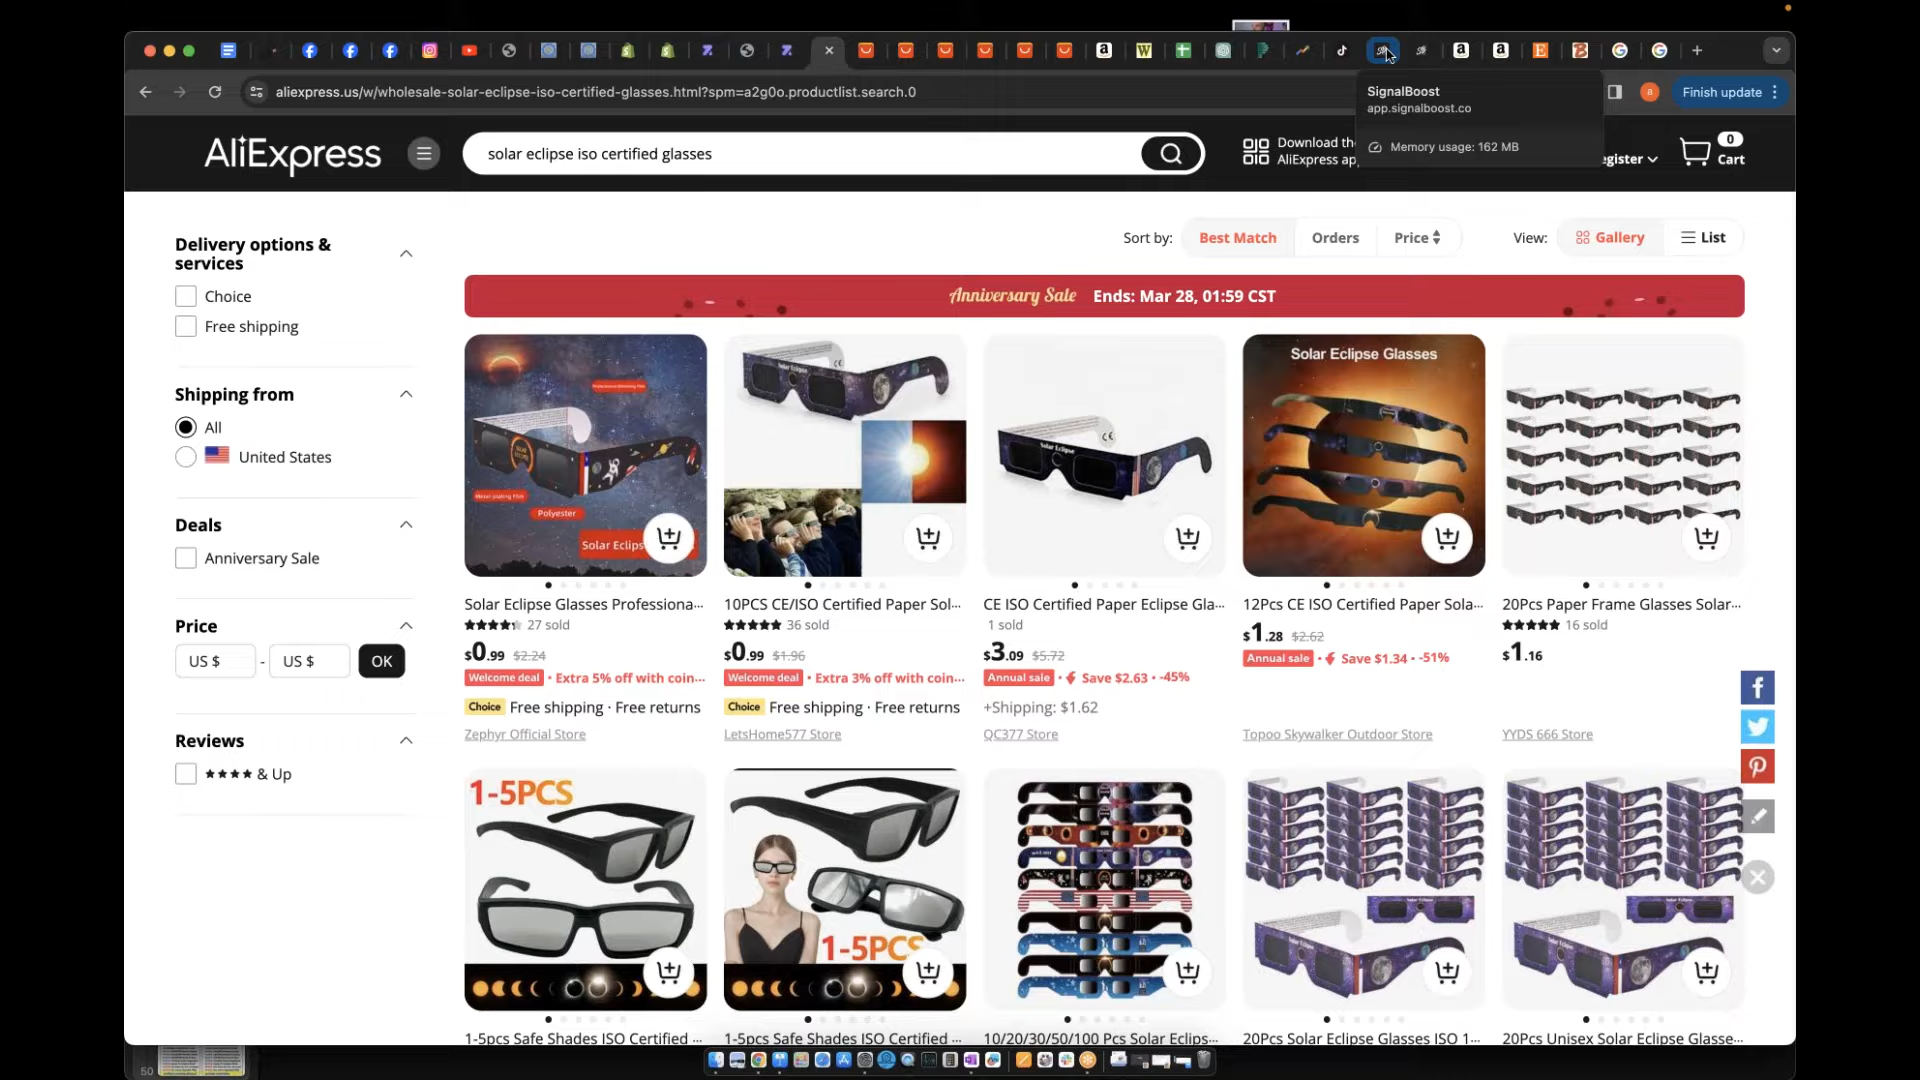 SignalBoost
app.signalboost.co
Memory usage: 162 MB
aliexpress.us/w/wholesale-solar-eclipse-iso-certified-glasses.html?spm=a2g0o.productlist.search.0
Finish update
AliExpress
solar eclipse iso certified glasses
Download the
AliExpress app
egister
0
Cart
Delivery options &
services
Choice
Free shipping
Shipping from
All
United States
Deals
Anniversary Sale
Price
US $ - US $ OK
Reviews
& Up
Sort by: Best Match Orders Price
View: Gallery List
Anniversary Sale Ends: Mar 28, 01:59 CST
Polyester
Solar Eclips
Solar Eclipse
Solar Eclipse Glasses
Solar Eclipse Glasses Professiona...
27 sold
$0.99 $2.24
Welcome deal · Extra 5% off with coin...
Choice Free shipping · Free returns
Zephyr Official Store
10PCS CE/ISO Certified Paper Sol...
36 sold
$0.99 $1.96
Welcome deal · Extra 3% off with coin...
Choice Free shipping · Free returns
LetsHome577 Store
CE ISO Certified Paper Eclipse Gla...
1 sold
$3.09 $5.72
Annual sale · Save $2.63 · -45%
+Shipping: $1.62
QC377 Store
12Pcs CE ISO Certified Paper Sola...
$1.28 $2.62
Annual sale · Save $1.34 · -51%
Topoo Skywalker Outdoor Store
20Pcs Paper Frame Glasses Solar...
16 sold
$1.16
YYDS 666 Store
1-5PCS
1-5PCS
1-5pcs Safe Shades ISO Certified ...
1-5pcs Safe Shades ISO Certified ...
10/20/30/50/100 Pcs Solar Eclips...
20Pcs Solar Eclipse Glasses ISO 1...
20Pcs Unisex Solar Eclipse Glasse...
50